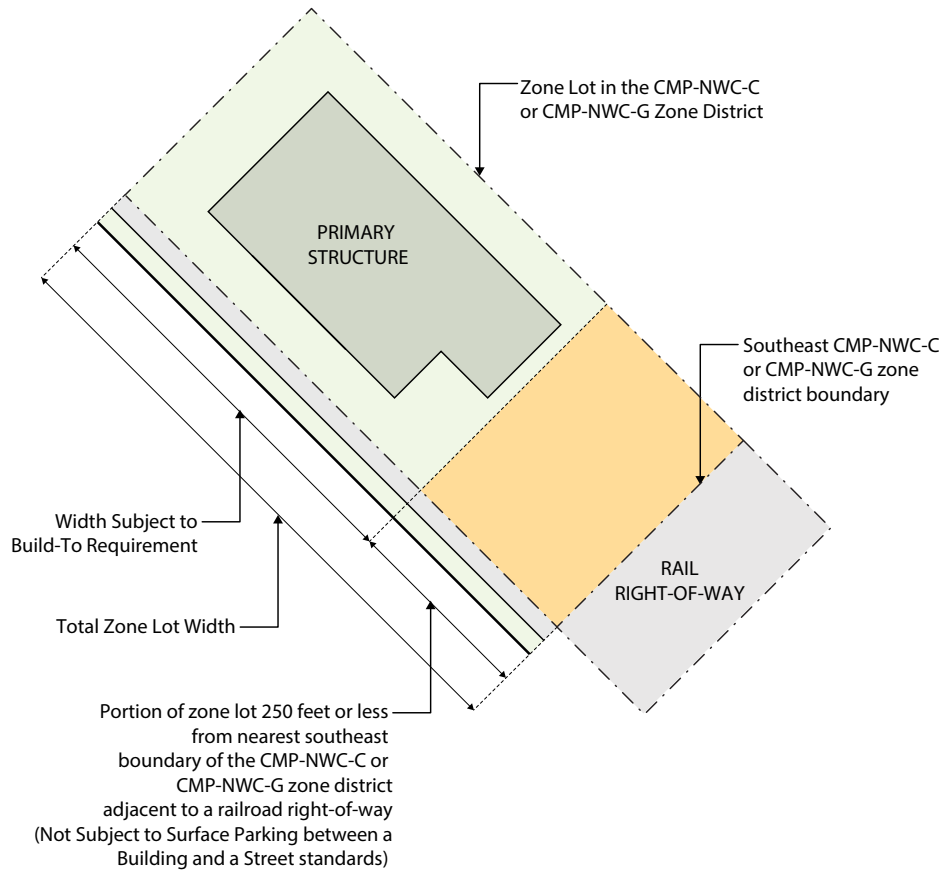 Zone Lot in the CMP-NWC-C
or CMP-NWC-G Zone District
PRIMARY
STRUCTURE
Southeast CMP-NWC-C
or CMP-NWC-G zone
district boundary
Width Subject to
Build-To Requirement
RAIL
RIGHT-OF-WAY
Total Zone Lot Width
Portion of zone lot 250 feet or less
from nearest southeast
boundary of the CMP-NWC-C or
CMP-NWC-G zone district
adjacent to a railroad right-of-way
(Not Subject to Surface Parking between a
Building and a Street standards)